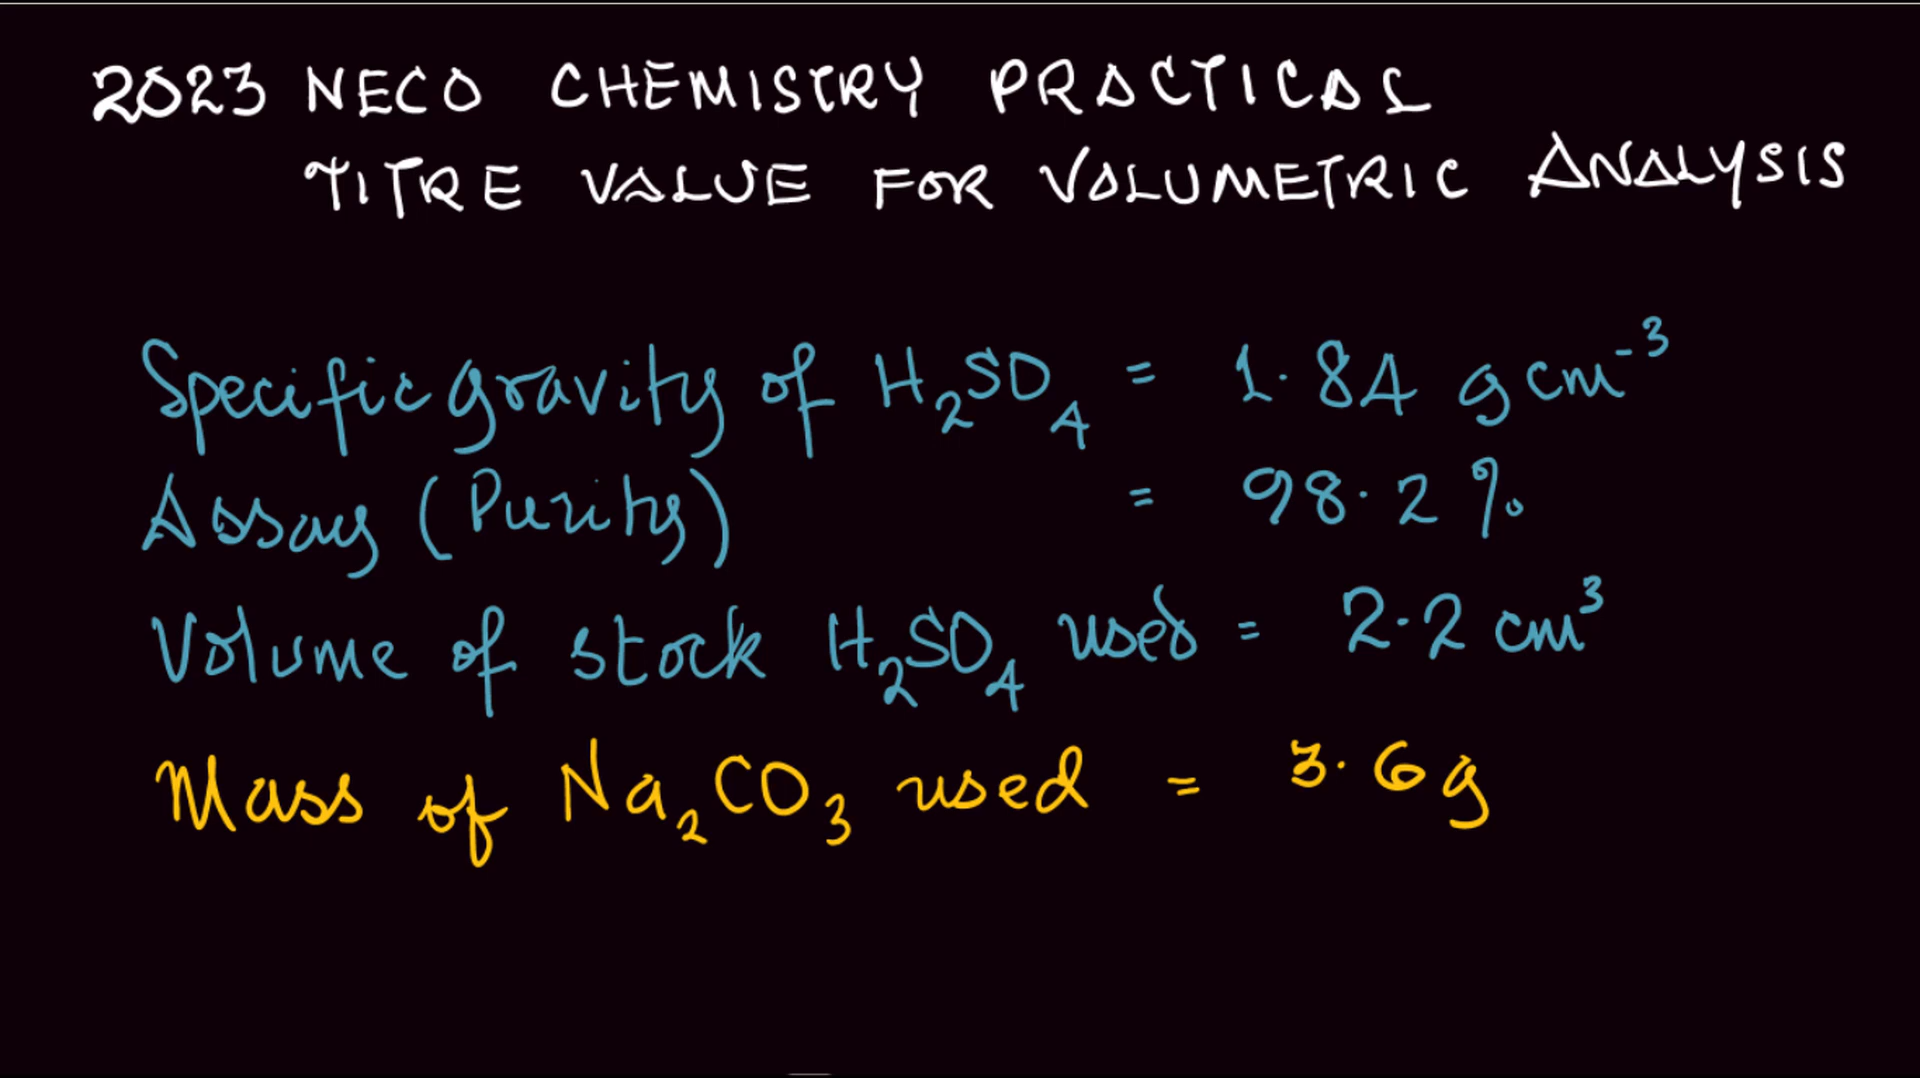 2023 NECO CHEMISTRY PRACTICAL
TITRE VALUE FOR VOLUMETRIC ANALYSIS
Specific gravity of H₂SO₄ = 1.84 gcm⁻³
Assay (Purity) = 98.2 %
Volume of stock H₂SO₄ used = 2.2 cm³
Mass of Na₂CO₃ used = 3.6g